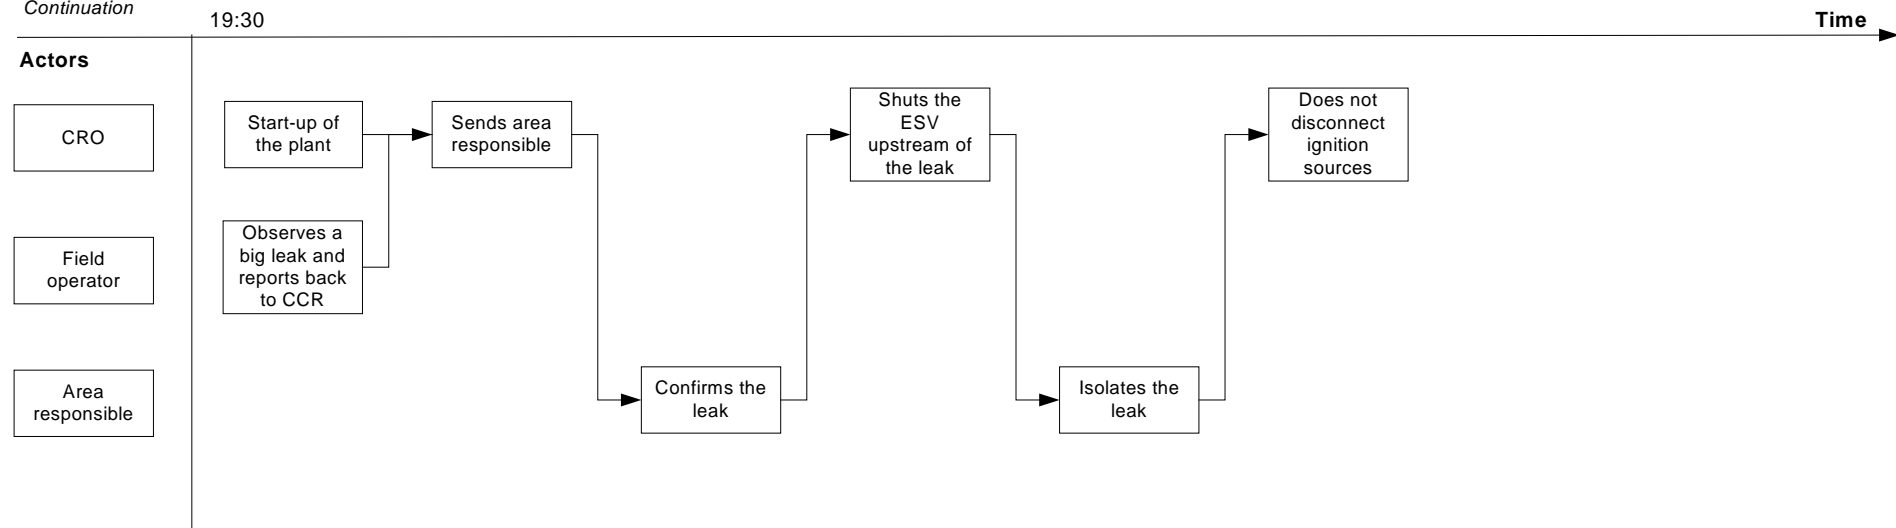 Continuation
19:30
Time
Actors
CRO
Start-up of
the plant
Sends area
responsible
Shuts the
ESV
upstream of
the leak
Does not
disconnect
ignition
sources
Field
operator
Observes a
big leak and
reports back
to CCR
Area
responsible
Confirms the
leak
Isolates the
leak